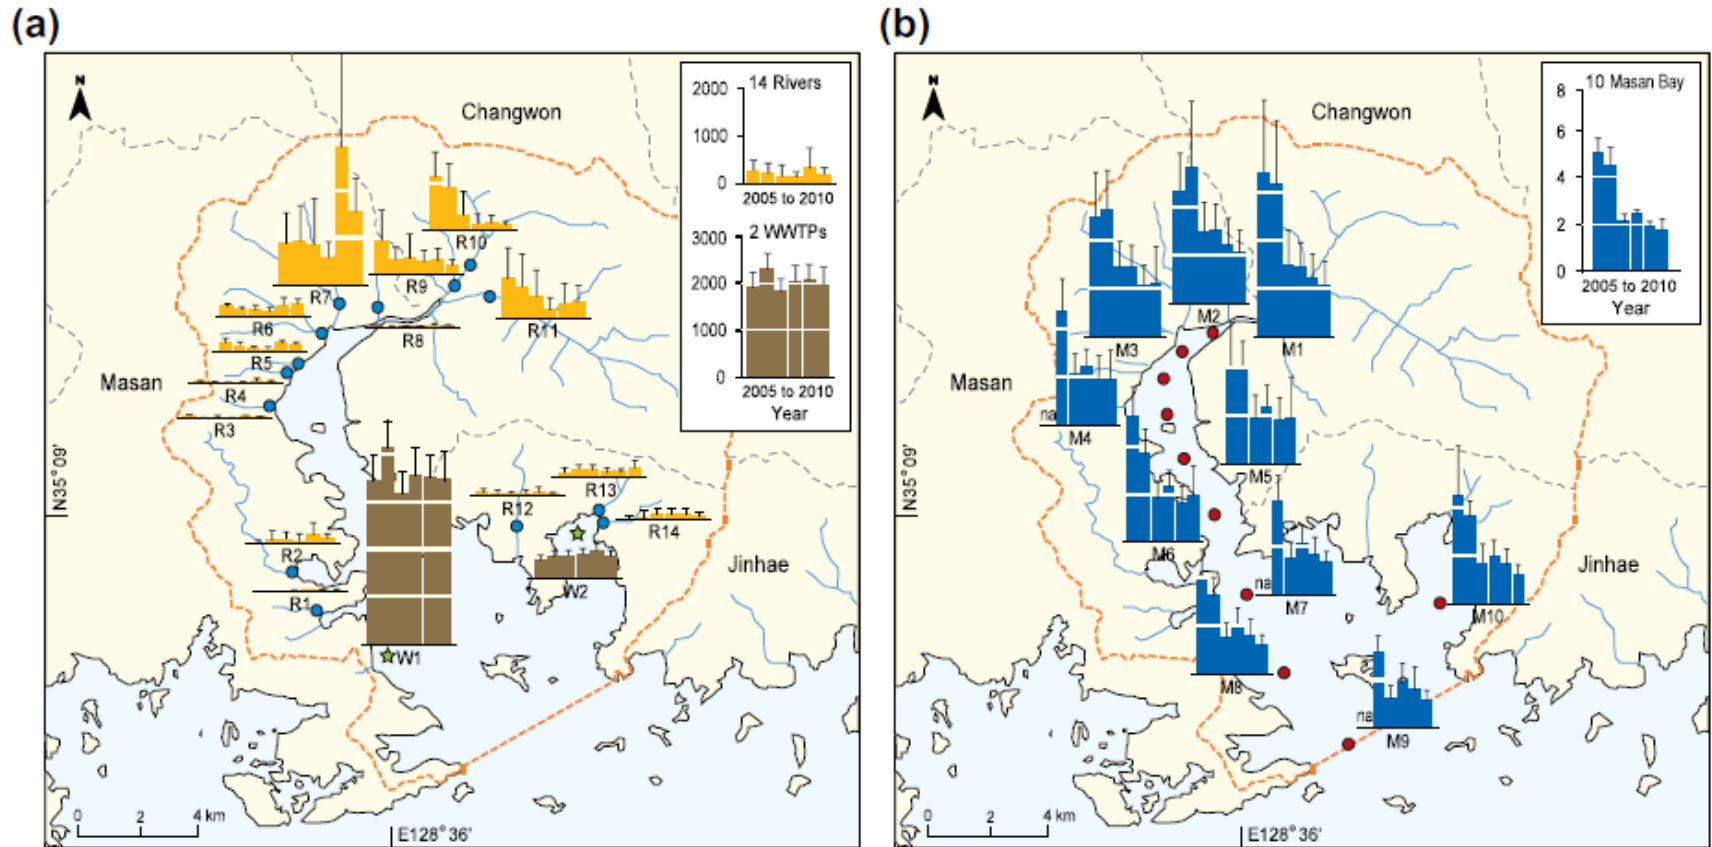 (a)
N
Changwon
2000
14 Rivers
1000
0
2005 to 2010
3000
2 WWTPs
2000
1000
0
2005 to 2010
Year
R10
R9
R7
R11
R6
R8
R5
Masan
R4
R3
N35°09'
R13
R12
R14
R2
Jinhae
W2
R1
W1
0 2 4 km
E128°36'
(b)
N
Changwon
8
10 Masan Bay
6
4
2
0
2005 to 2010
Year
M2
M3
M1
Masan
na
M4
M5
N35°09'
M6
Jinhae
na
M7
M10
M8
na
M9
0 2 4 km
E128°36'